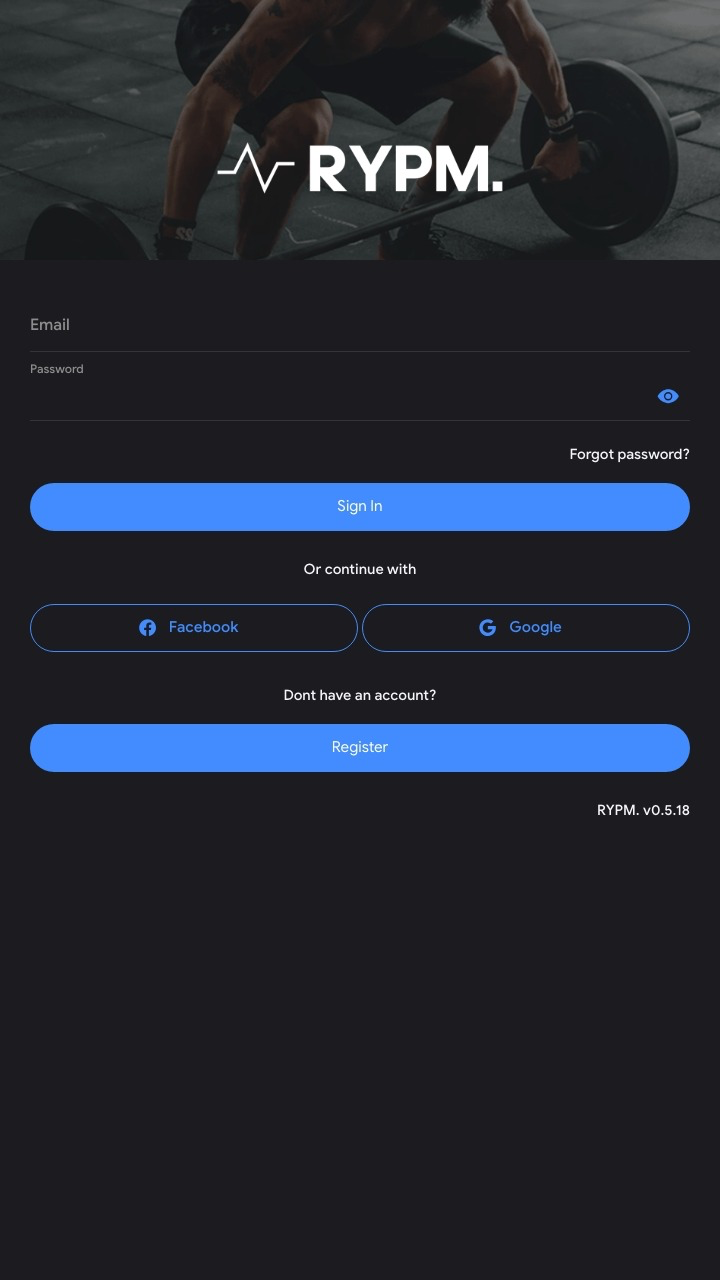 RYPM.
Email
Password
Forgot password?
Sign In
Or continue with
Facebook
Google
Dont have an account?
Register
RYPM. v0.5.18